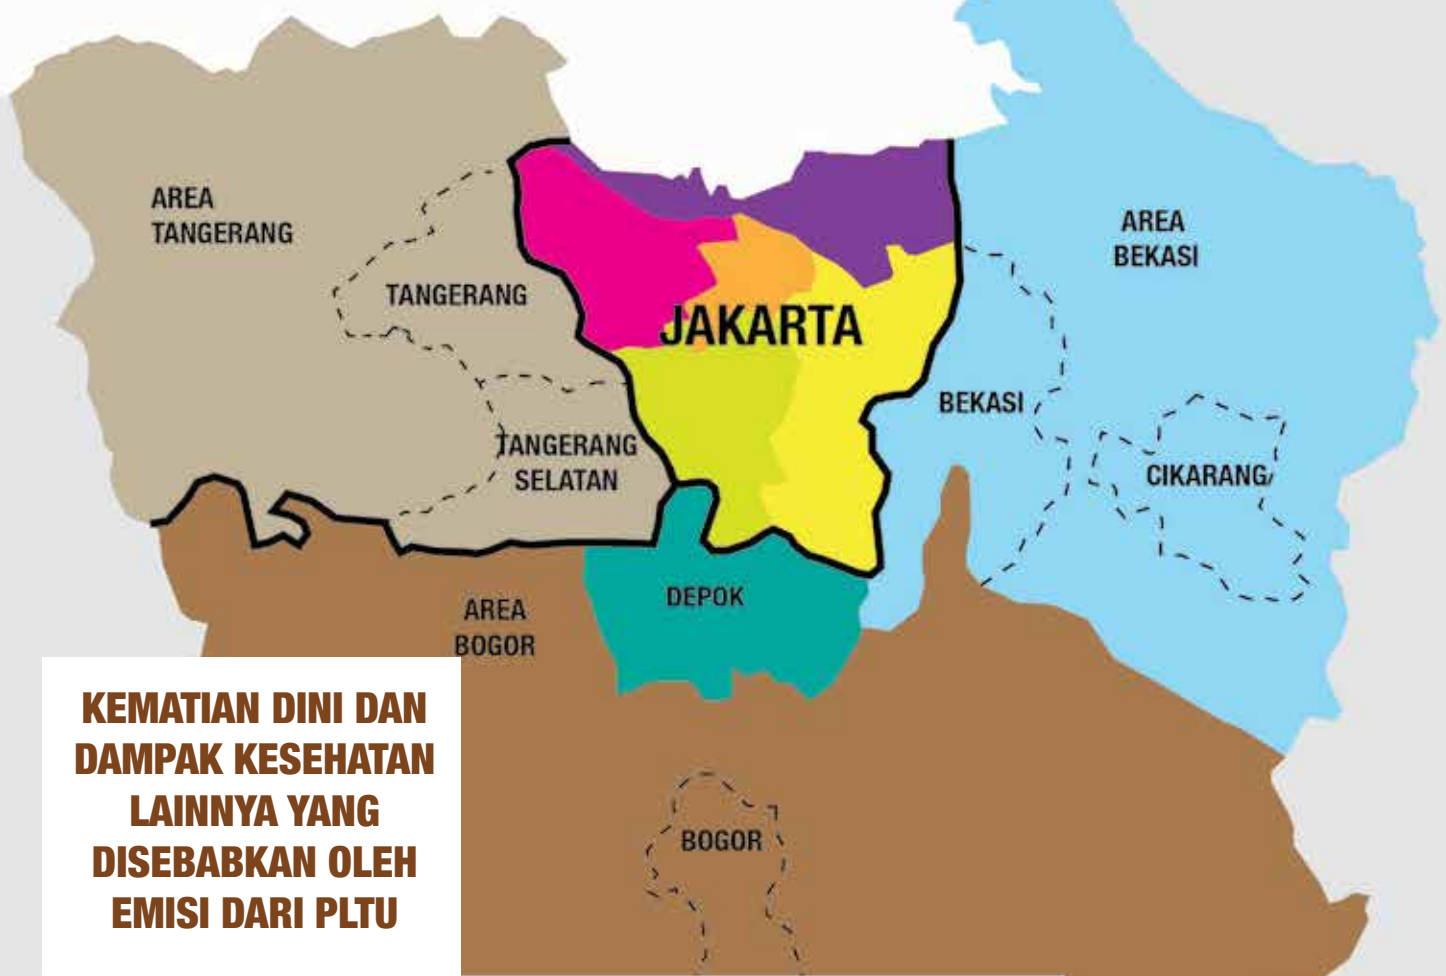 AREA
TANGERANG
TANGERANG
TANGERANG
SELATAN
JAKARTA
AREA
BEKASI
BEKASI
CIKARANG
DEPOK
AREA
BOGOR
BOGOR
KEMATIAN DINI DAN
DAMPAK KESEHATAN
LAINNYA YANG
DISEBABKAN OLEH
EMISI DARI PLTU